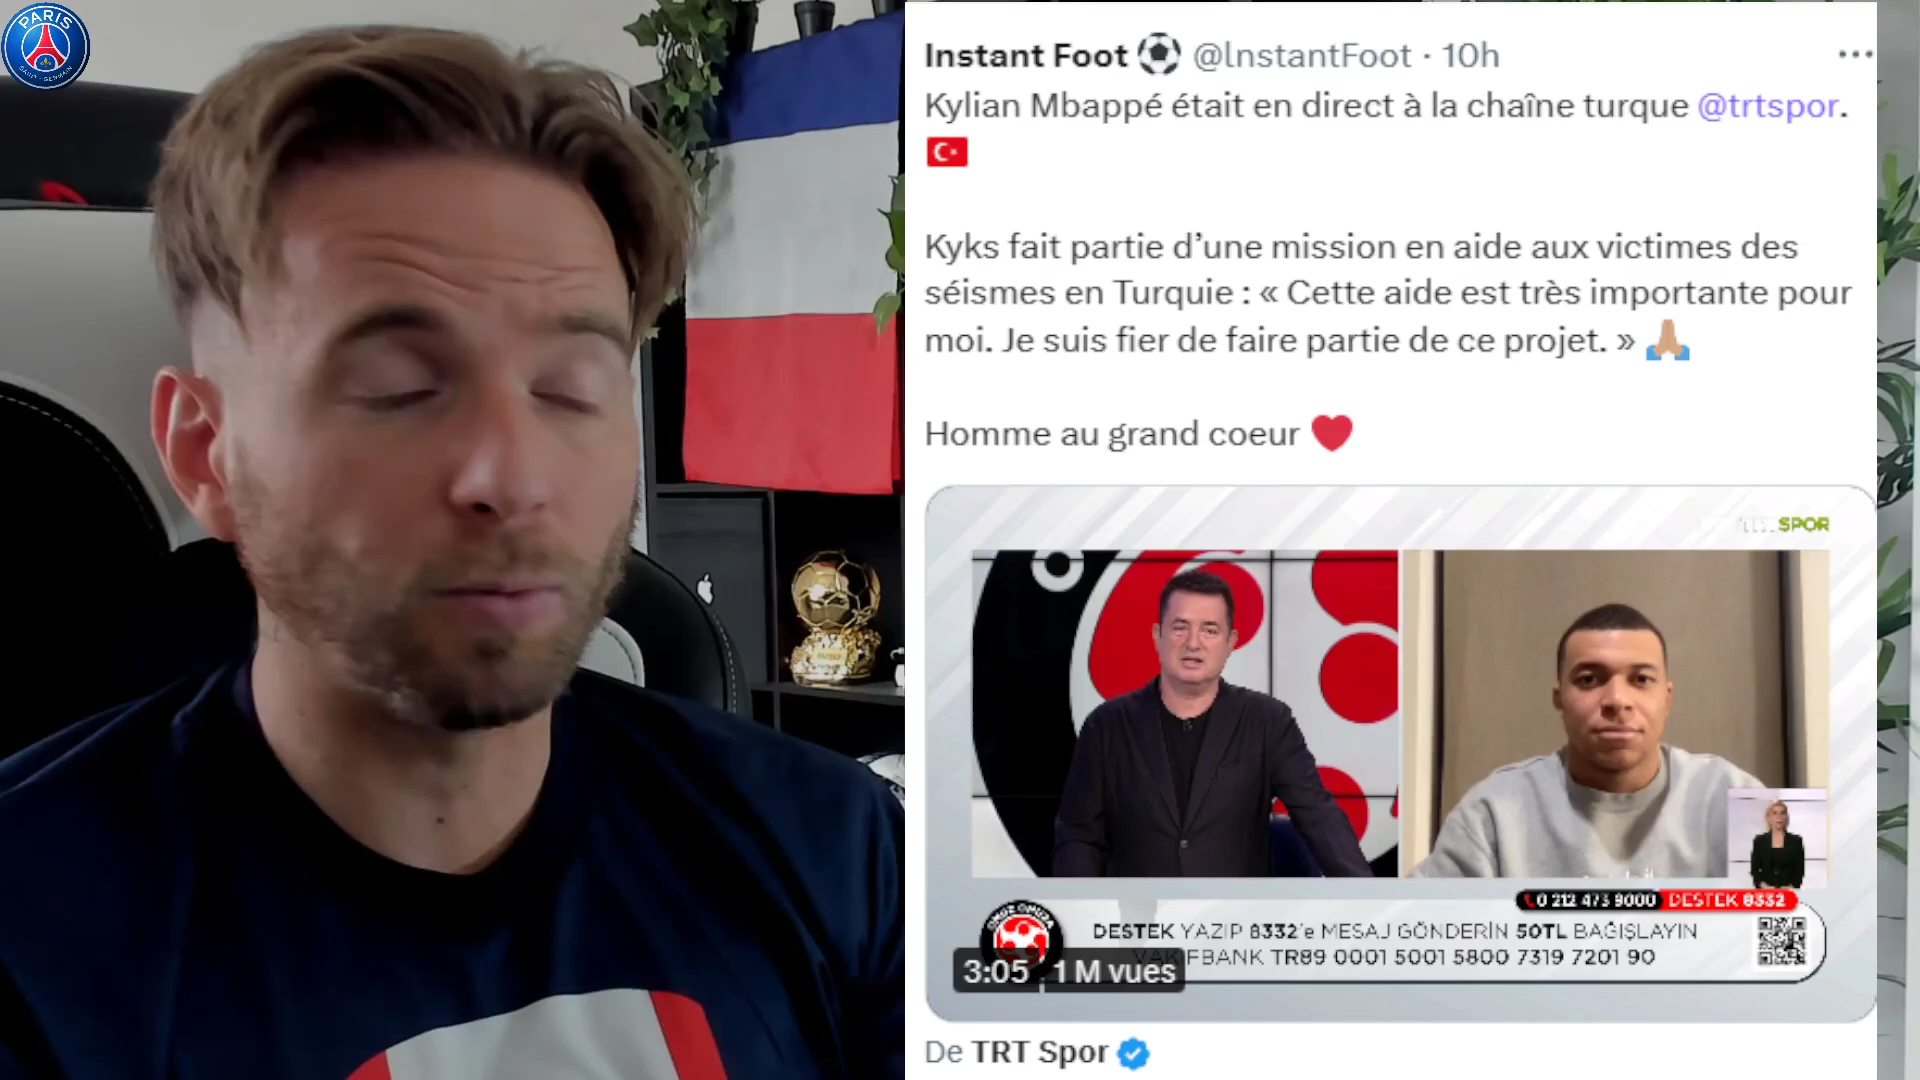 PARIS
SAINT-GERMAIN
Instant Foot @lnstantFoot · 10h
Kylian Mbappé était en direct à la chaîne turque @trtspor.
Kyks fait partie d’une mission en aide aux victimes des
séismes en Turquie : « Cette aide est très importante pour
moi. Je suis fier de faire partie de ce projet. »
Homme au grand coeur
SPOR
0 212 473 9000 DESTEK 8332
OMUZ OMUZA
DESTEK YAZIP 8332'e MESAJ GÖNDERİN 50TL BAĞIŞLAYIN
VAKIFBANK TR89 0001 5001 5800 7319 7201 90
3:05 1 M vues
De TRT Spor